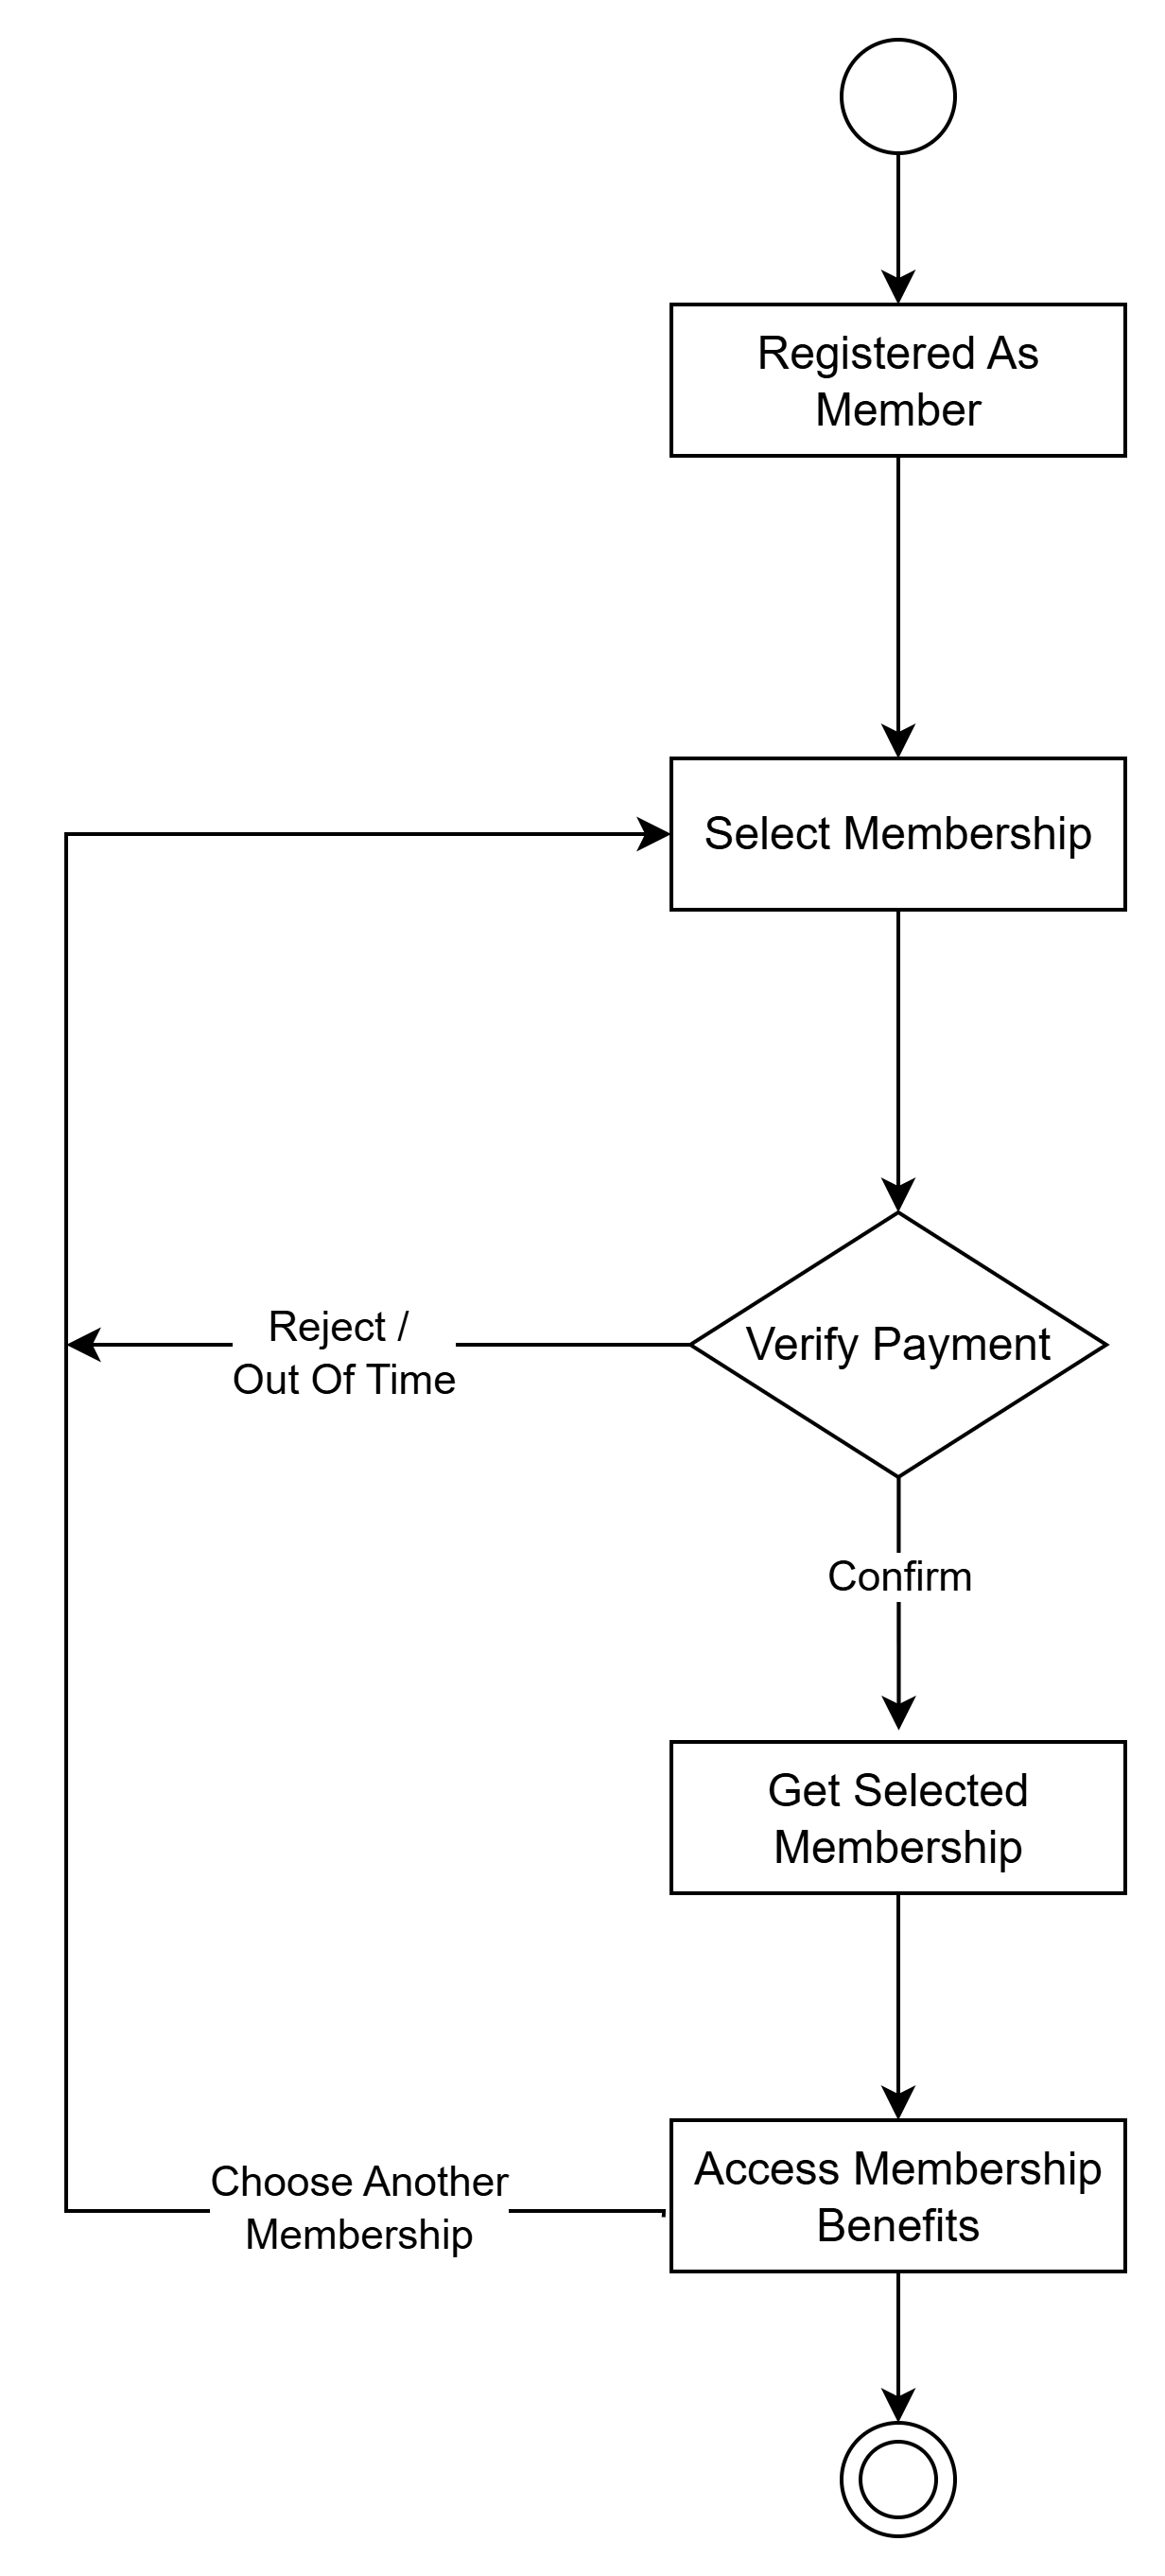 Registered As
Member
Select Membership
Reject /
Out Of Time
Verify Payment
Confirm
Get Selected
Membership
Choose Another
Membership
Access Membership
Benefits